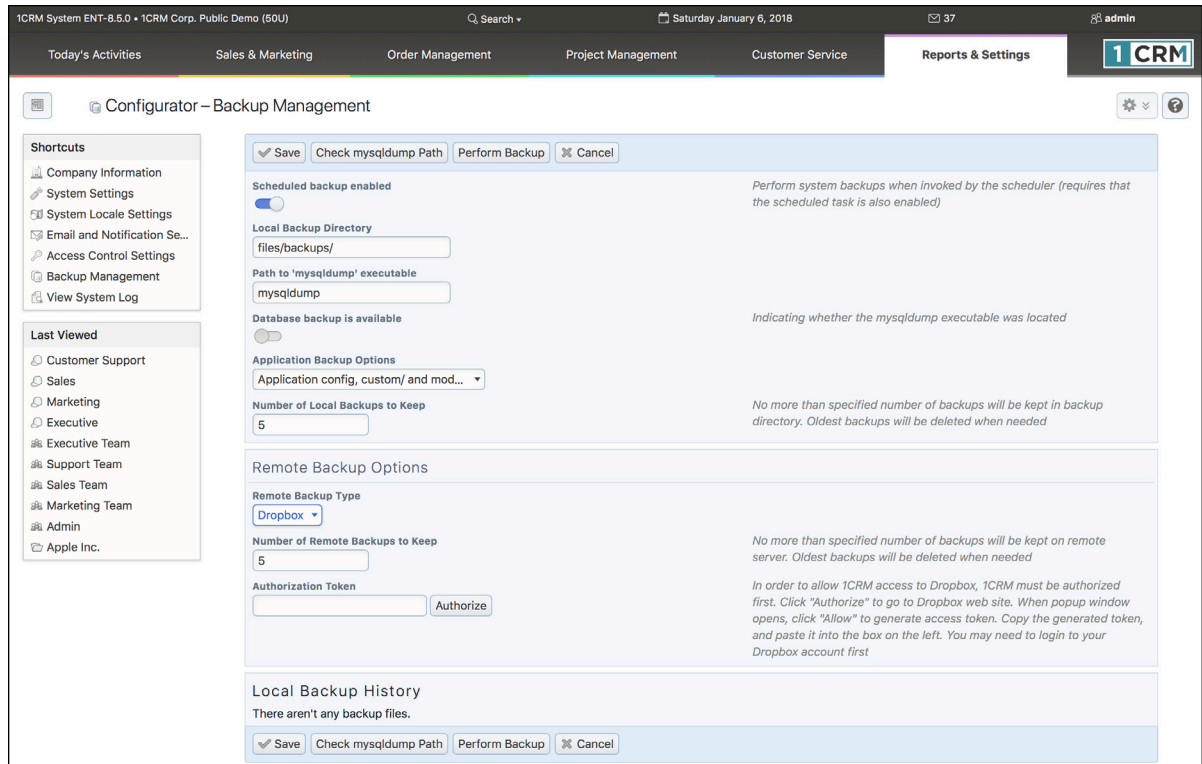 1CRM System ENT-8.5.0 • 1CRM Corp. Public Demo (50U) Search Saturday January 6, 2018 37 admin
Today's Activities Sales & Marketing Order Management Project Management Customer Service Reports & Settings 1 CRM
Configurator – Backup Management
Shortcuts
Company Information
System Settings
System Locale Settings
Email and Notification Se...
Access Control Settings
Backup Management
View System Log
Last Viewed
Customer Support
Sales
Marketing
Executive
Executive Team
Support Team
Sales Team
Marketing Team
Admin
Apple Inc.
Save Check mysqldump Path Perform Backup Cancel
Scheduled backup enabled
Perform system backups when invoked by the scheduler (requires that
the scheduled task is also enabled)
Local Backup Directory
files/backups/
Path to 'mysqldump' executable
mysqldump
Database backup is available
Indicating whether the mysqldump executable was located
Application Backup Options
Application config, custom/ and mod...
Number of Local Backups to Keep
5
No more than specified number of backups will be kept in backup
directory. Oldest backups will be deleted when needed
Remote Backup Options
Remote Backup Type
Dropbox
Number of Remote Backups to Keep
5
No more than specified number of backups will be kept on remote
server. Oldest backups will be deleted when needed
Authorization Token
Authorize
In order to allow 1CRM access to Dropbox, 1CRM must be authorized
first. Click "Authorize" to go to Dropbox web site. When popup window
opens, click "Allow" to generate access token. Copy the generated token,
and paste it into the box on the left. You may need to login to your
Dropbox account first
Local Backup History
There aren't any backup files.
Save Check mysqldump Path Perform Backup Cancel